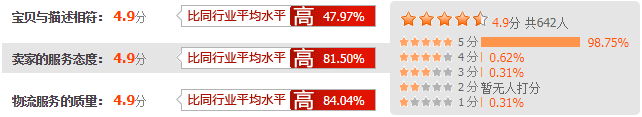 宝贝与描述相符： 4.9分 比同行业平均水平 高 47.97%
卖家的服务态度： 4.9分 比同行业平均水平 高 81.50%
物流服务的质量： 4.9分 比同行业平均水平 高 84.04%
4.9分 共642人
5 分 98.75%
4 分 0.62%
3 分 0.31%
2 分 暂无人打分
1 分 0.31%